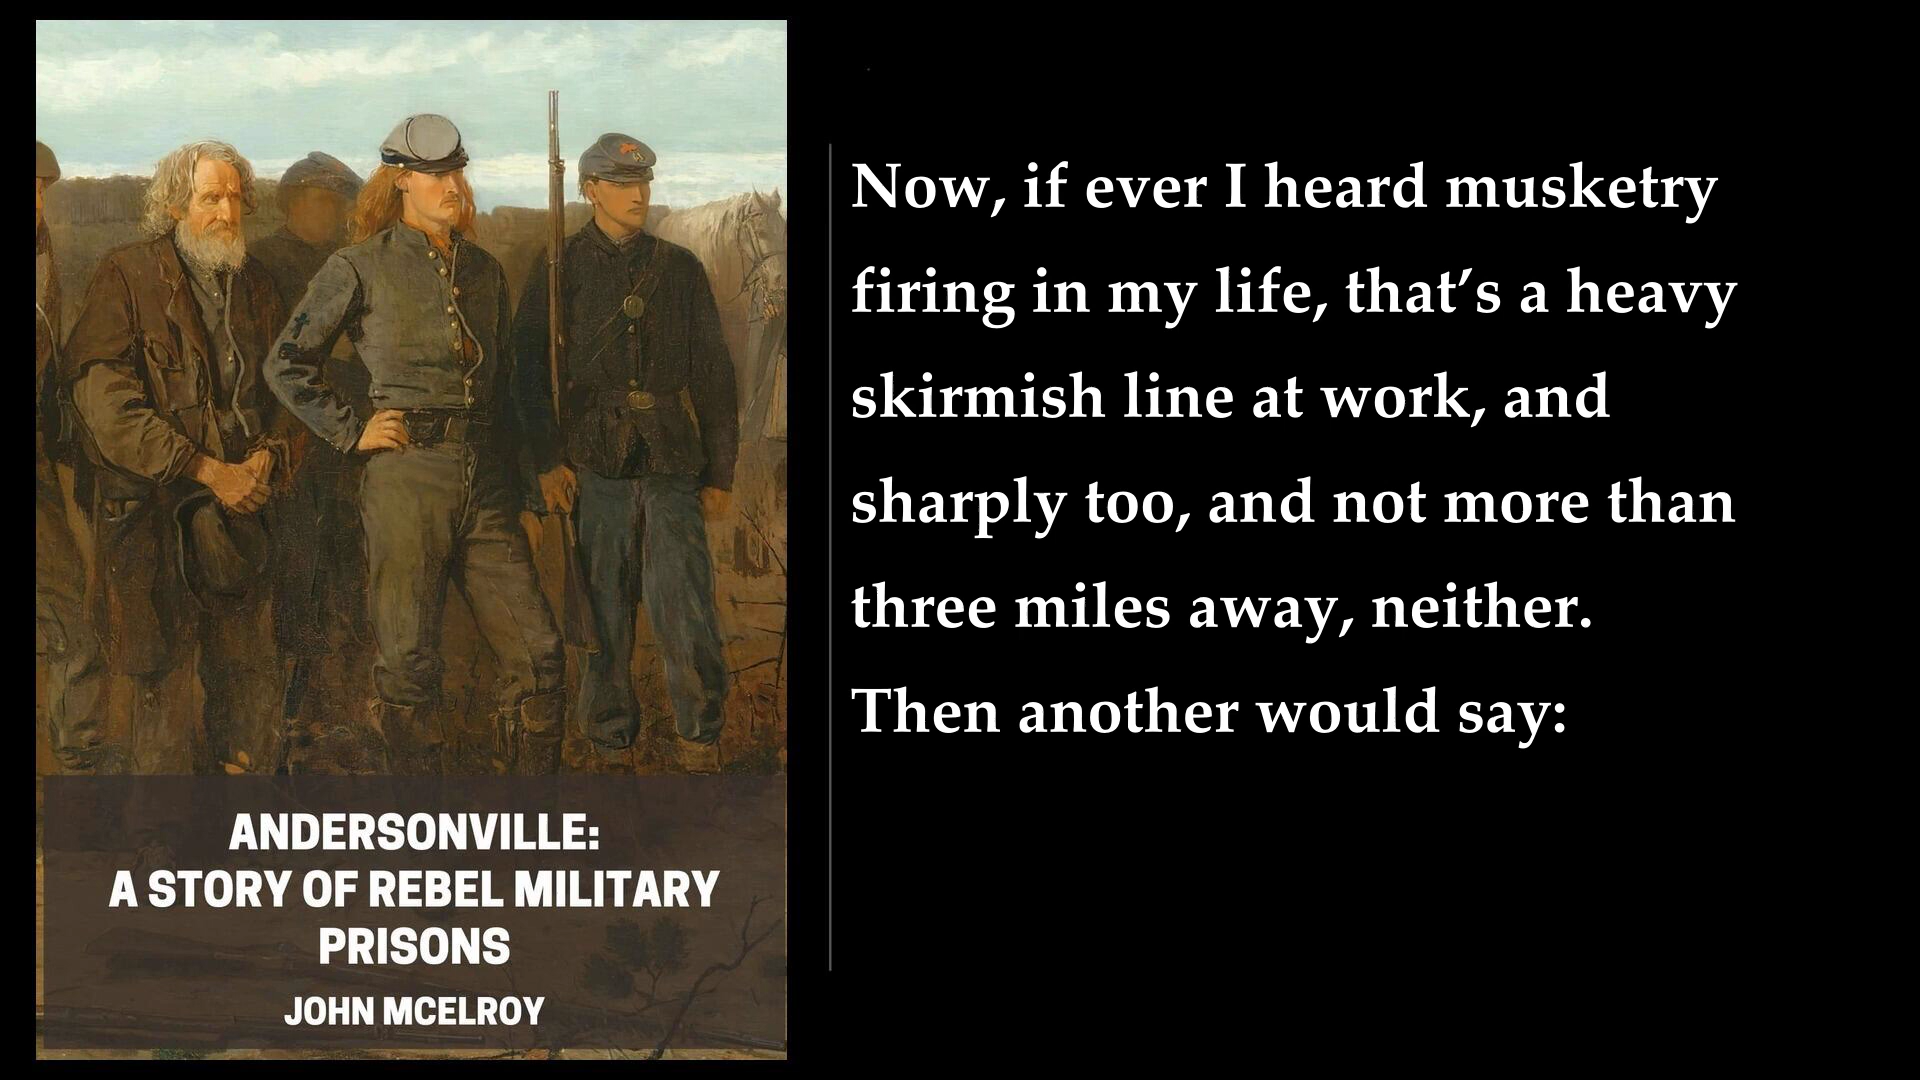 ANDERSONVILLE:
A STORY OF REBEL MILITARY
PRISONS
JOHN MCELROY
Now, if ever I heard musketry
firing in my life, that’s a heavy
skirmish line at work, and
sharply too, and not more than
three miles away, neither.
Then another would say: